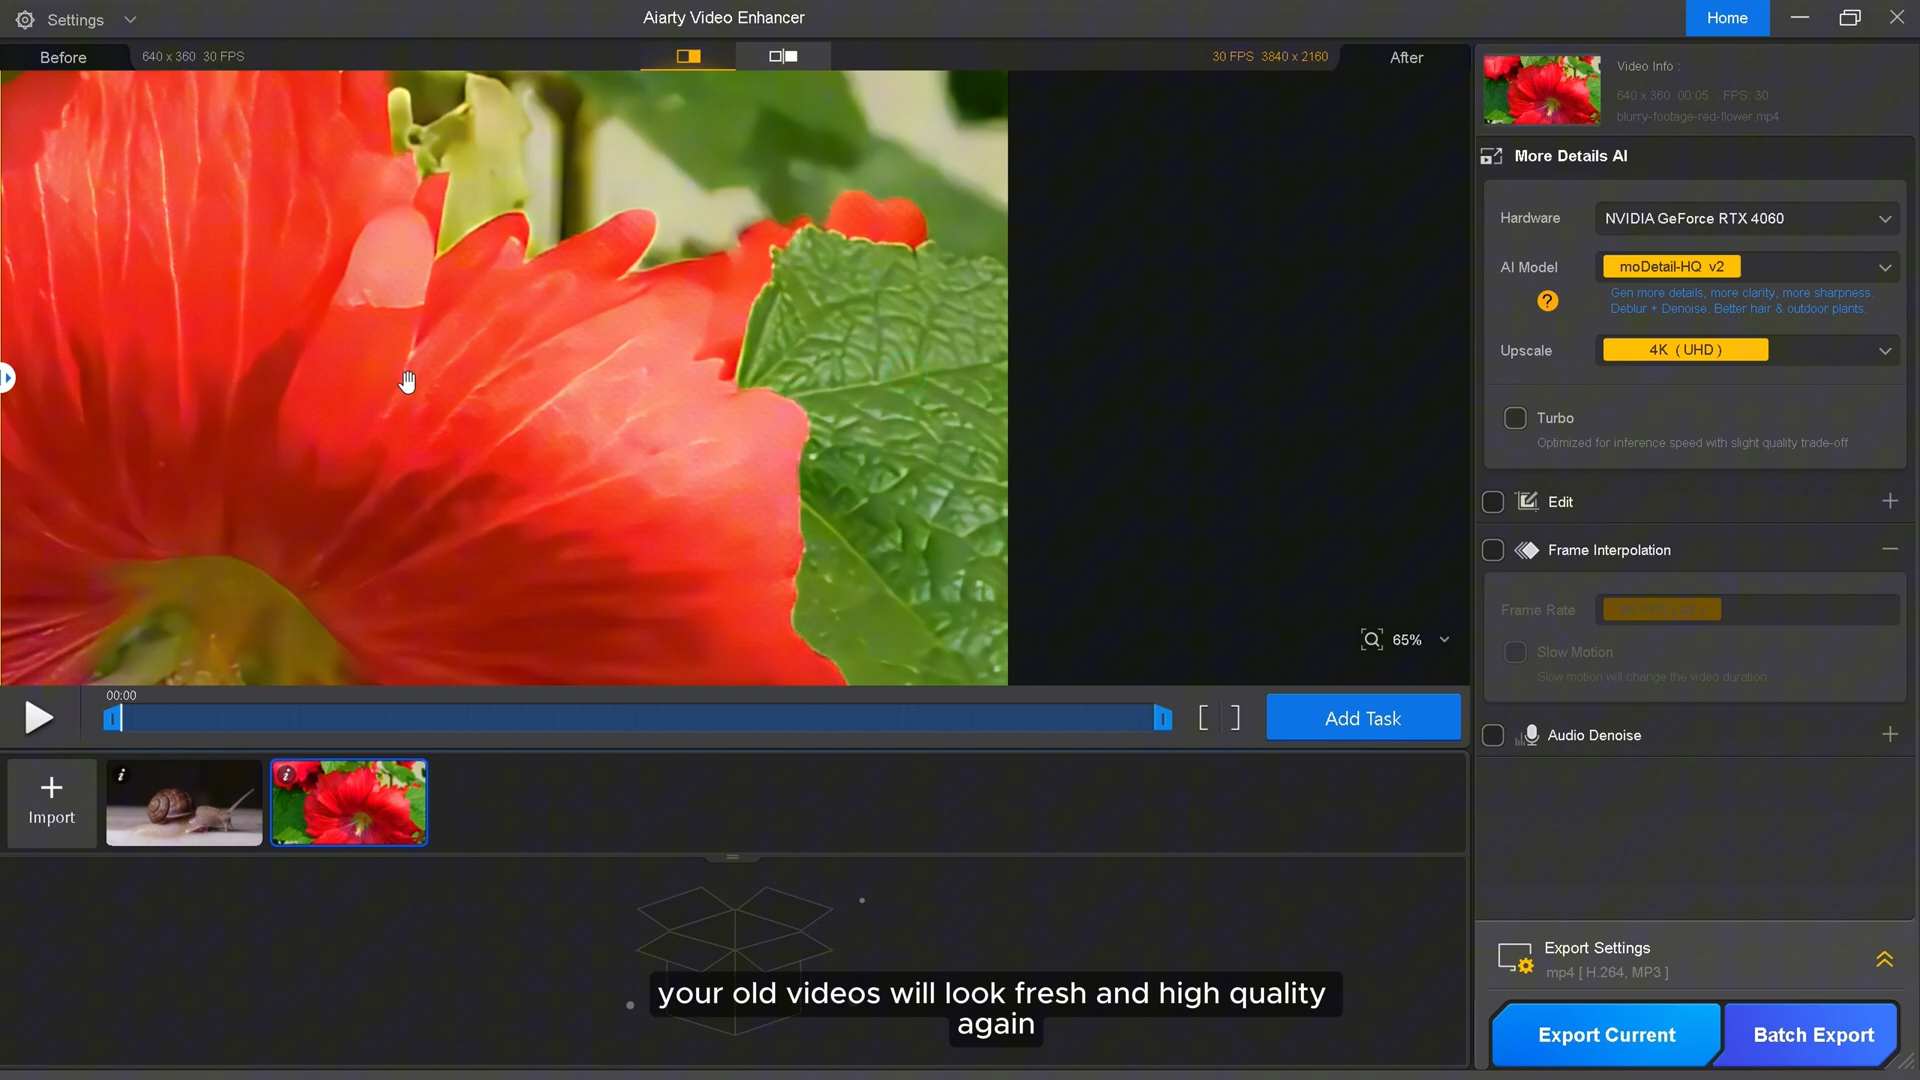 Settings
Aiarty Video Enhancer
Home
Before
640 x 360 30 FPS
30 FPS 3840 x 2160
After
Video Info :
640 x 360 00:05 FPS: 30
blurry-footage-red-flower.mp4
More Details AI
Hardware
NVIDIA GeForce RTX 4060
AI Model
moDetail-HQ v2
?
Gen more details, more clarity, more sharpness.
Deblur + Denoise. Better hair & outdoor plants.
Upscale
4K ( UHD )
Turbo
Optimized for inference speed with slight quality trade-off
Edit
Frame Interpolation
Frame Rate
Slow Motion
Slow motion will change the video duration
Audio Denoise
65%
00:00
[ ]
Add Task
Import
i
i
Export Settings
mp4 [ H.264, MP3 ]
Export Current
Batch Export
your old videos will look fresh and high quality
again